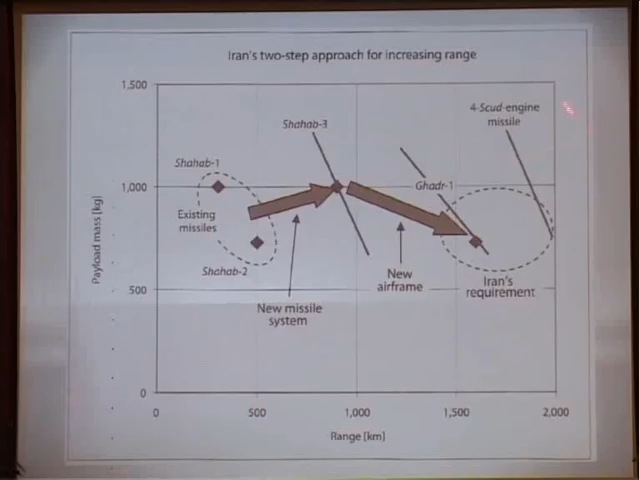 Iran's two-step approach for increasing range
1,500
4-Scud-engine
missile
Shahab-3
Shahab-1
1,000
Ghadr-1
Existing
missiles
Shahab-2
New
airframe
Iran's
requirement
500
New missile
system
0
Payload mass [kg]
0
500
1,000
1,500
2,000
Range [km]